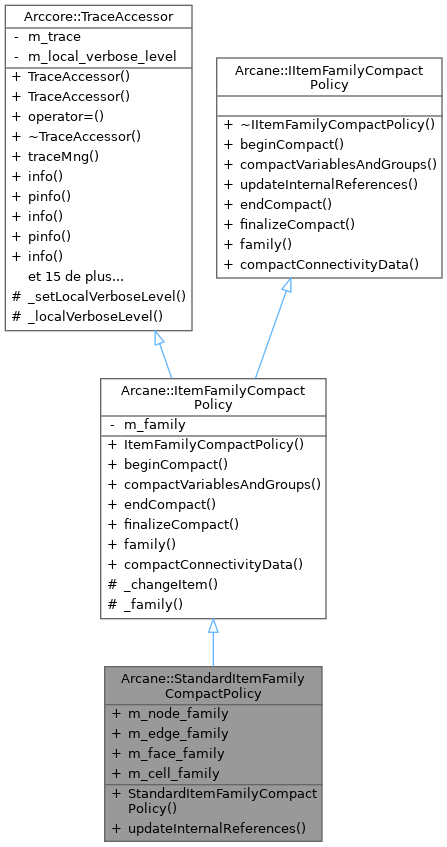 Arccore::TraceAccessor
- m_trace
- m_local_verbose_level
+ TraceAccessor()
+ TraceAccessor()
+ operator=()
+ ~TraceAccessor()
+ traceMng()
+ info()
+ pinfo()
+ info()
+ pinfo()
+ info()
et 15 de plus...
# _setLocalVerboseLevel()
# _localVerboseLevel()
Arcane::IItemFamilyCompact
Policy
+ ~IItemFamilyCompactPolicy()
+ beginCompact()
+ compactVariablesAndGroups()
+ updateInternalReferences()
+ endCompact()
+ finalizeCompact()
+ family()
+ compactConnectivityData()
Arcane::ItemFamilyCompact
Policy
- m_family
+ ItemFamilyCompactPolicy()
+ beginCompact()
+ compactVariablesAndGroups()
+ endCompact()
+ finalizeCompact()
+ family()
+ compactConnectivityData()
# _changeItem()
# _family()
Arcane::StandardItemFamily
CompactPolicy
+ m_node_family
+ m_edge_family
+ m_face_family
+ m_cell_family
+ StandardItemFamilyCompact
Policy()
+ updateInternalReferences()